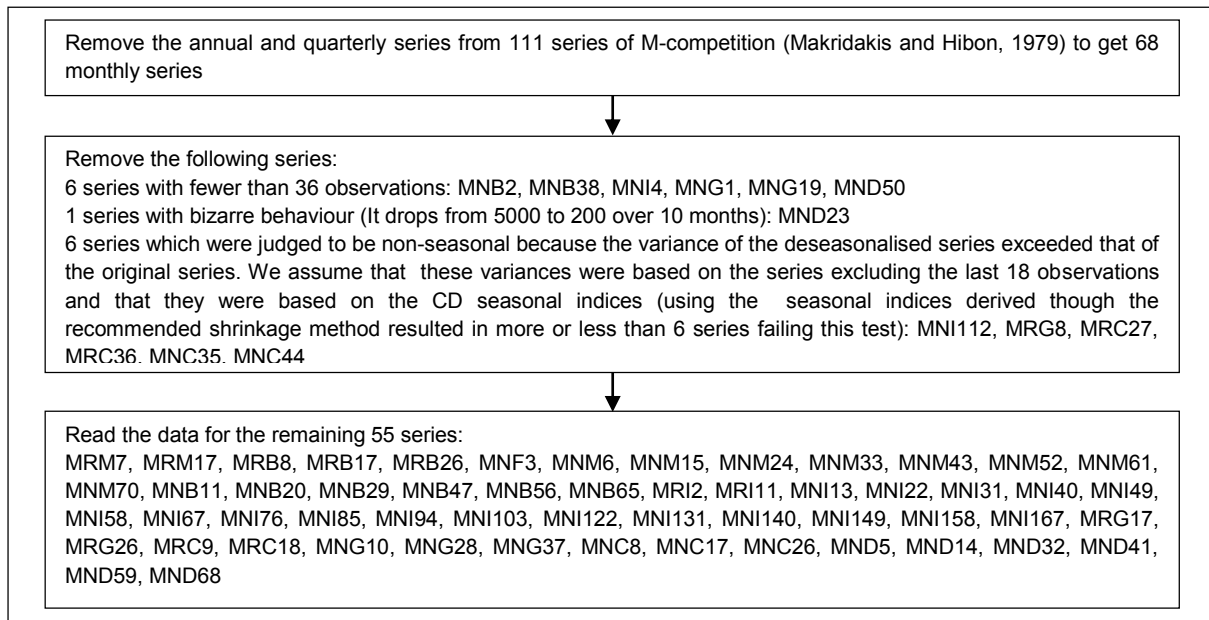 Remove the annual and quarterly series from 111 series of M-competition (Makridakis and Hibon, 1979) to get 68
monthly series
Remove the following series:
6 series with fewer than 36 observations: MNB2, MNB38, MNI4, MNG1, MNG19, MND50
1 series with bizarre behaviour (It drops from 5000 to 200 over 10 months): MND23
6 series which were judged to be non-seasonal because the variance of the deseasonalised series exceeded that of
the original series. We assume that these variances were based on the series excluding the last 18 observations
and that they were based on the CD seasonal indices (using the seasonal indices derived though the
recommended shrinkage method resulted in more or less than 6 series failing this test): MNI112, MRG8, MRC27,
MRC36, MNC35, MNC44
Read the data for the remaining 55 series:
MRM7, MRM17, MRB8, MRB17, MRB26, MNF3, MNM6, MNM15, MNM24, MNM33, MNM43, MNM52, MNM61,
MNM70, MNB11, MNB20, MNB29, MNB47, MNB56, MNB65, MRI2, MRI11, MNI13, MNI22, MNI31, MNI40, MNI49,
MNI58, MNI67, MNI76, MNI85, MNI94, MNI103, MNI122, MNI131, MNI140, MNI149, MNI158, MNI167, MRG17,
MRG26, MRC9, MRC18, MNG10, MNG28, MNG37, MNC8, MNC17, MNC26, MND5, MND14, MND32, MND41,
MND59, MND68